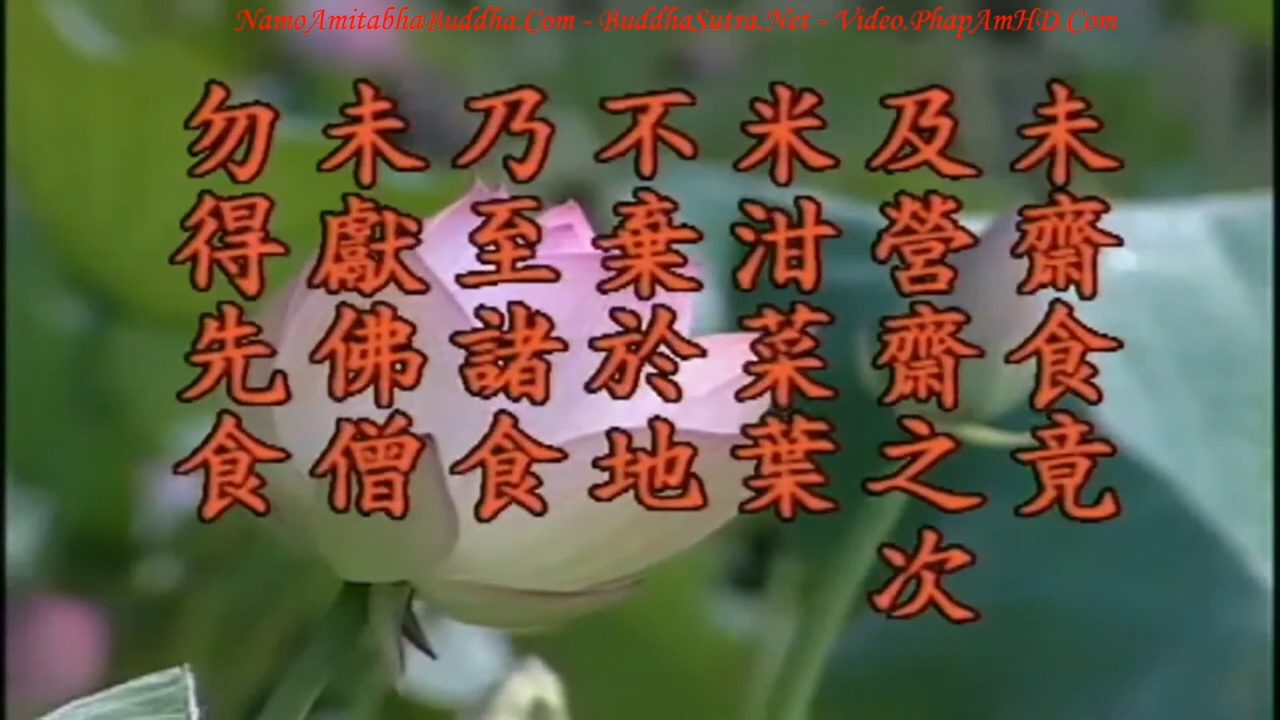 NamoAmitabhaBuddha.Com - BuddhaSutra.Net - Video.PhapAmHD.Com
未齋食竟
及營齋之次
米泔菜葉
不棄於地
乃至諸食
未獻佛僧
勿得先食